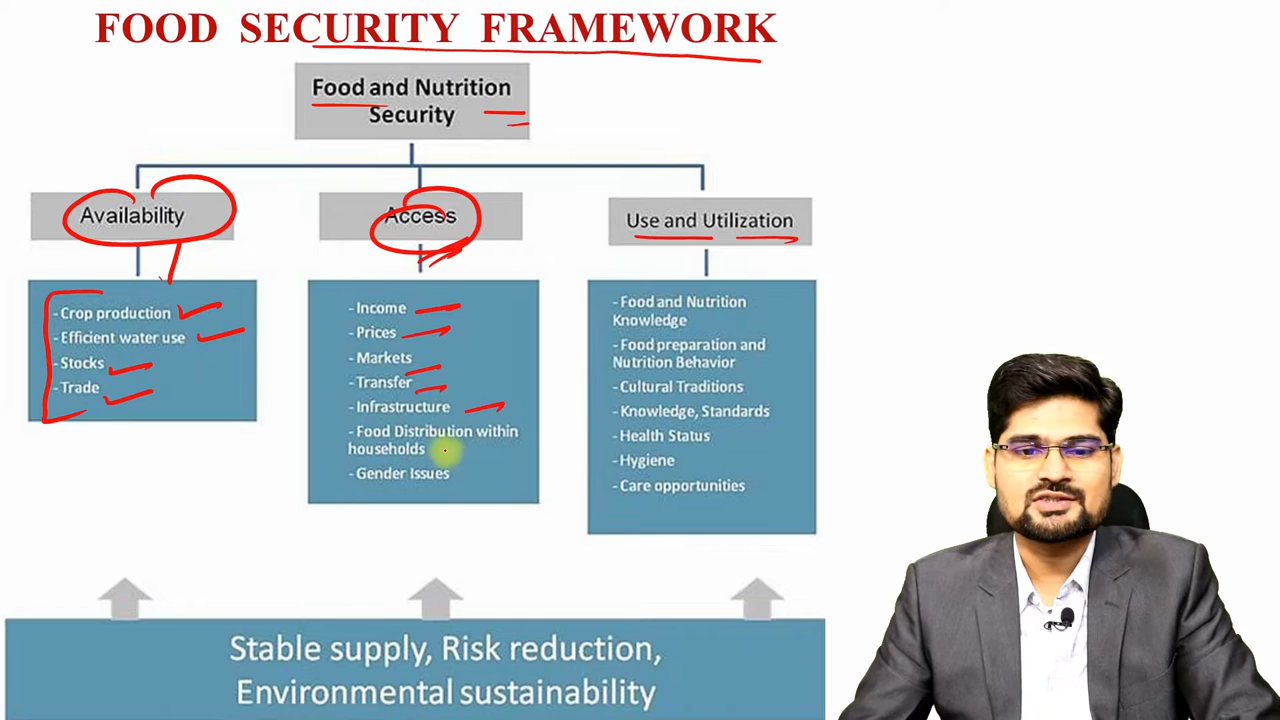 FOOD SECURITY FRAMEWORK
Food and Nutrition
Security
Availability
- Crop production
- Efficient water use
- Stocks
- Trade
Access
- Income
- Prices
- Markets
- Transfer
- Infrastructure
- Food Distribution within
households
- Gender Issues
Use and Utilization
- Food and Nutrition
Knowledge
- Food preparation and
Nutrition Behavior
- Cultural Traditions
- Knowledge, Standards
- Health Status
- Hygiene
- Care opportunities
Stable supply, Risk reduction,
Environmental sustainability